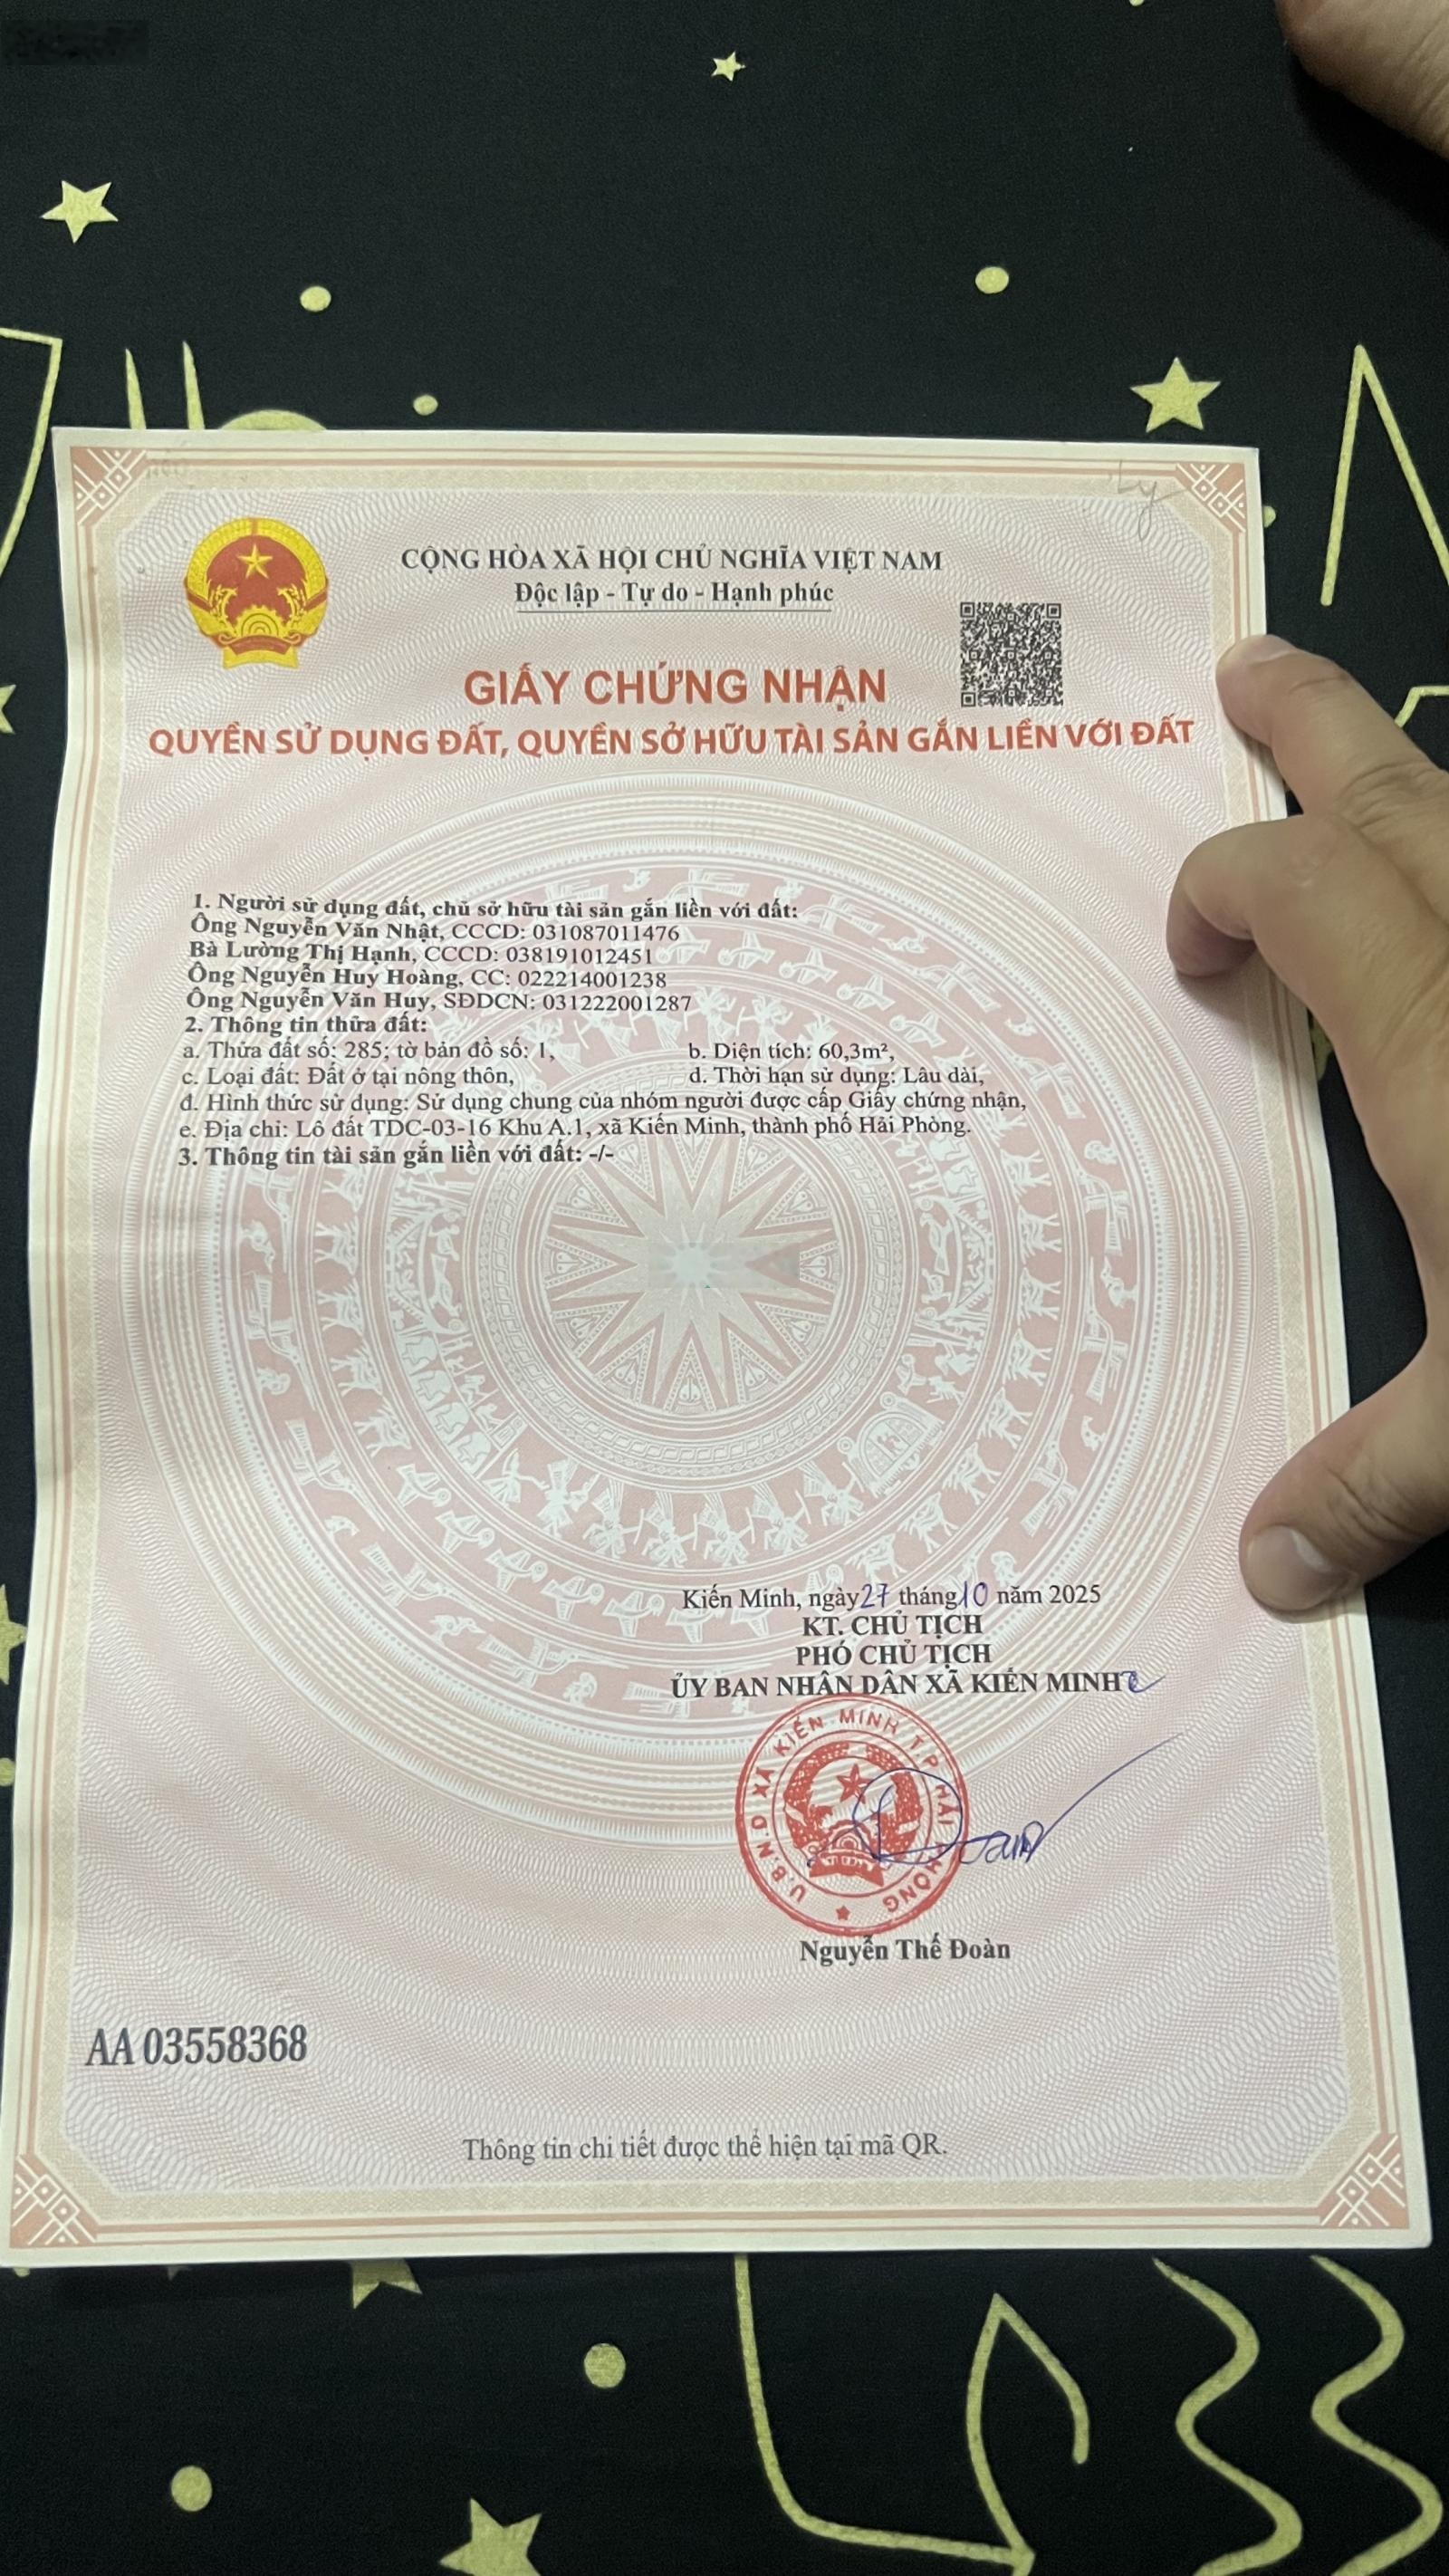 CỘNG HÒA XÃ HỘI CHỦ NGHĨA VIỆT NAM
Độc lập - Tự do - Hạnh phúc
GIẤY CHỨNG NHẬN
QUYỀN SỬ DỤNG ĐẤT, QUYỀN SỞ HỮU TÀI SẢN GẮN LIỀN VỚI ĐẤT
1. Người sử dụng đất, chủ sở hữu tài sản gắn liền với đất:
Ông Nguyễn Văn Nhật, CCCD: 031087011476
Bà Lường Thị Hạnh, CCCD: 038191012451
Ông Nguyễn Huy Hoàng, CC: 022214001238
Ông Nguyễn Văn Huy, SĐDCN: 031222001287
2. Thông tin thửa đất:
a. Thửa đất số: 285; tờ bản đồ số: 1, b. Diện tích: 60,3m²,
c. Loại đất: Đất ở tại nông thôn, d. Thời hạn sử dụng: Lâu dài,
đ. Hình thức sử dụng: Sử dụng chung của nhóm người được cấp Giấy chứng nhận,
e. Địa chỉ: Lô đất TDC-03-16 Khu A.1, xã Kiến Minh, thành phố Hải Phòng.
3. Thông tin tài sản gắn liền với đất: -/-
Kiến Minh, ngày 27 tháng 10 năm 2025
KT. CHỦ TỊCH
PHÓ CHỦ TỊCH
ỦY BAN NHÂN DÂN XÃ KIẾN MINH
U.B.N.D XÃ KIẾN MINH T.P HẢI PHÒNG
Nguyễn Thế Đoàn
AA 03558368
Thông tin chi tiết được thể hiện tại mã QR.